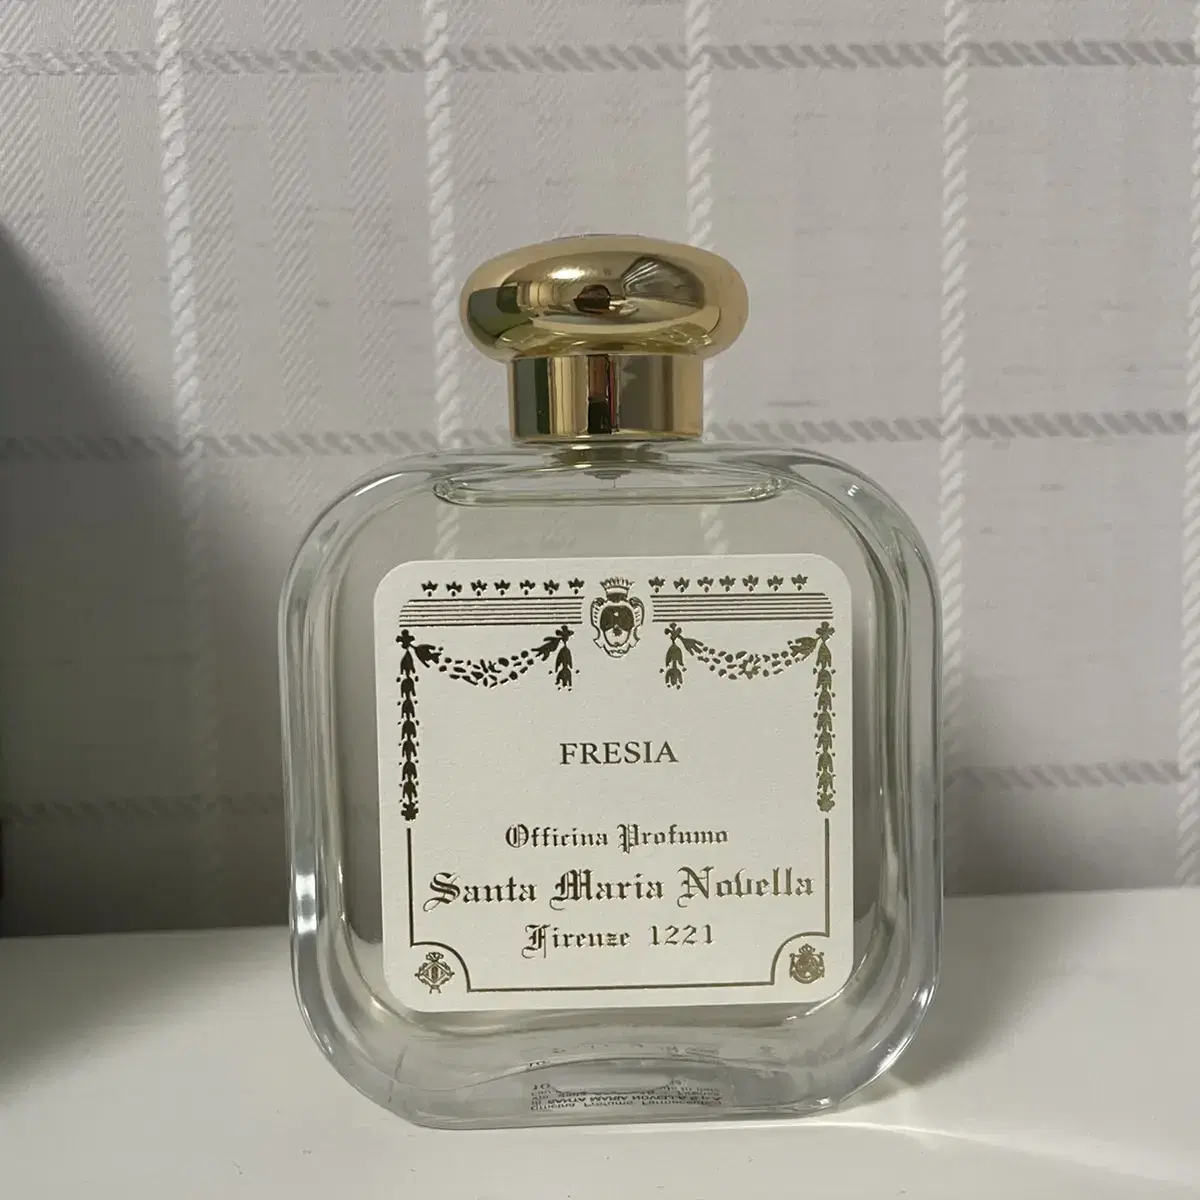 FRESIA
Officina Profumo
Santa Maria Novella
Firenze 1221